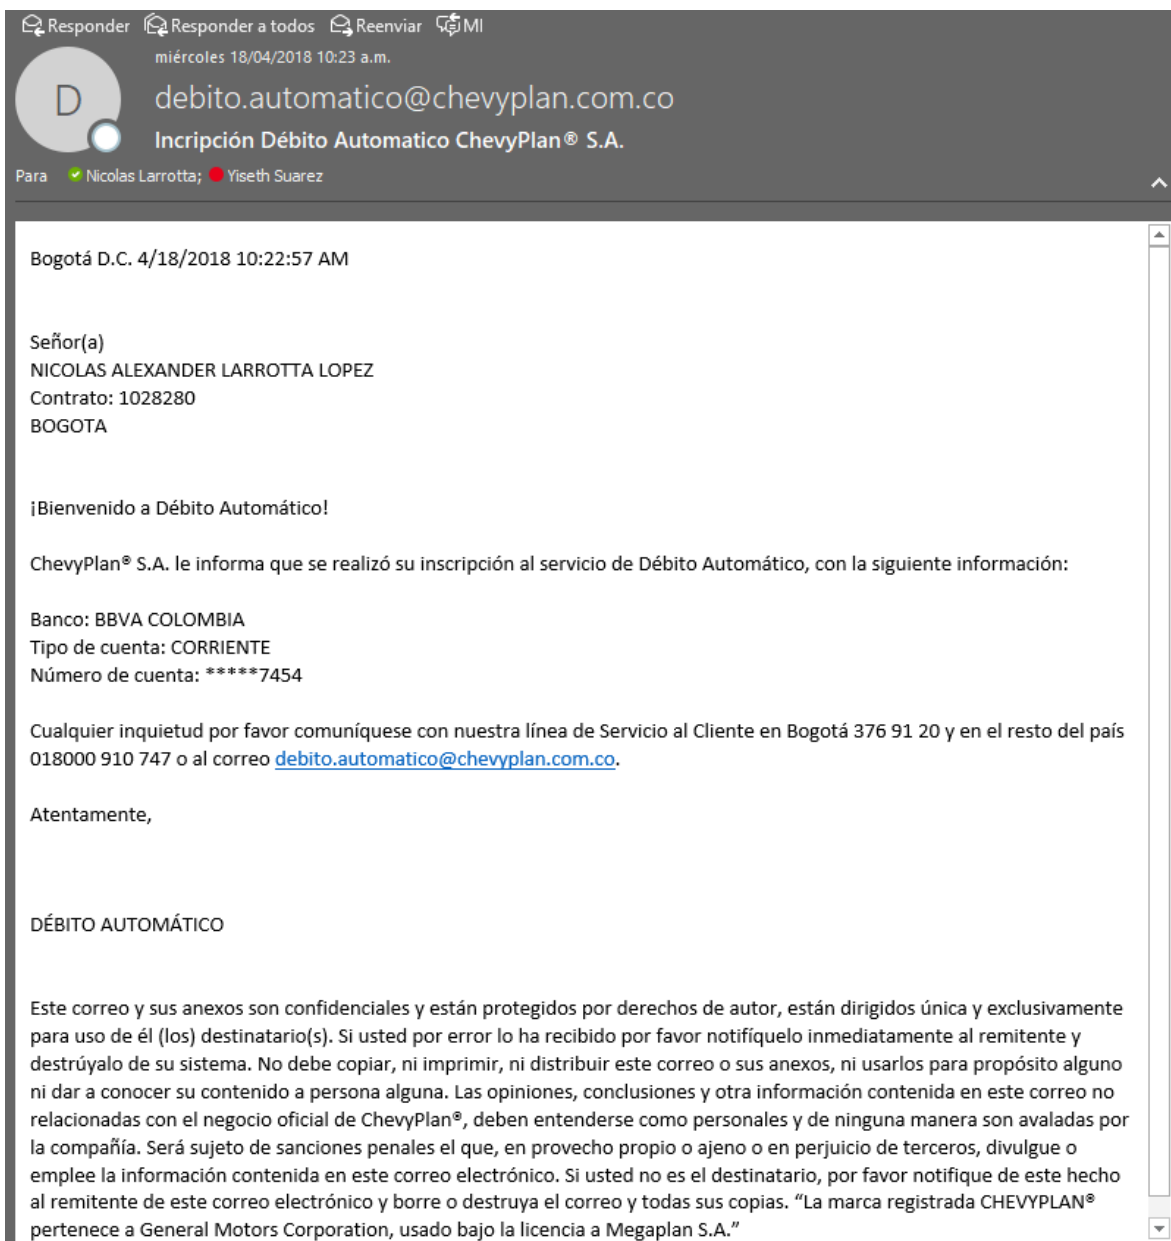 Responder Responder a todos Reenviar MI
miércoles 18/04/2018 10:23 a.m.
D
debito.automatico@chevyplan.com.co
Incripción Débito Automatico ChevyPlan® S.A.
Para Nicolas Larrotta; Yiseth Suarez
Bogotá D.C. 4/18/2018 10:22:57 AM
Señor(a)
NICOLAS ALEXANDER LARROTTA LOPEZ
Contrato: 1028280
BOGOTA
¡Bienvenido a Débito Automático!
ChevyPlan® S.A. le informa que se realizó su inscripción al servicio de Débito Automático, con la siguiente información:
Banco: BBVA COLOMBIA
Tipo de cuenta: CORRIENTE
Número de cuenta: *****7454
Cualquier inquietud por favor comuníquese con nuestra línea de Servicio al Cliente en Bogotá 376 91 20 y en el resto del país
018000 910 747 o al correo debito.automatico@chevyplan.com.co.
Atentamente,
DÉBITO AUTOMÁTICO
Este correo y sus anexos son confidenciales y están protegidos por derechos de autor, están dirigidos única y exclusivamente
para uso de él (los) destinatario(s). Si usted por error lo ha recibido por favor notifíquelo inmediatamente al remitente y
destrúyalo de su sistema. No debe copiar, ni imprimir, ni distribuir este correo o sus anexos, ni usarlos para propósito alguno
ni dar a conocer su contenido a persona alguna. Las opiniones, conclusiones y otra información contenida en este correo no
relacionadas con el negocio oficial de ChevyPlan®, deben entenderse como personales y de ninguna manera son avaladas por
la compañía. Será sujeto de sanciones penales el que, en provecho propio o ajeno o en perjuicio de terceros, divulgue o
emplee la información contenida en este correo electrónico. Si usted no es el destinatario, por favor notifique de este hecho
al remitente de este correo electrónico y borre o destruya el correo y todas sus copias. “La marca registrada CHEVYPLAN®
pertenece a General Motors Corporation, usado bajo la licencia a Megaplan S.A.”